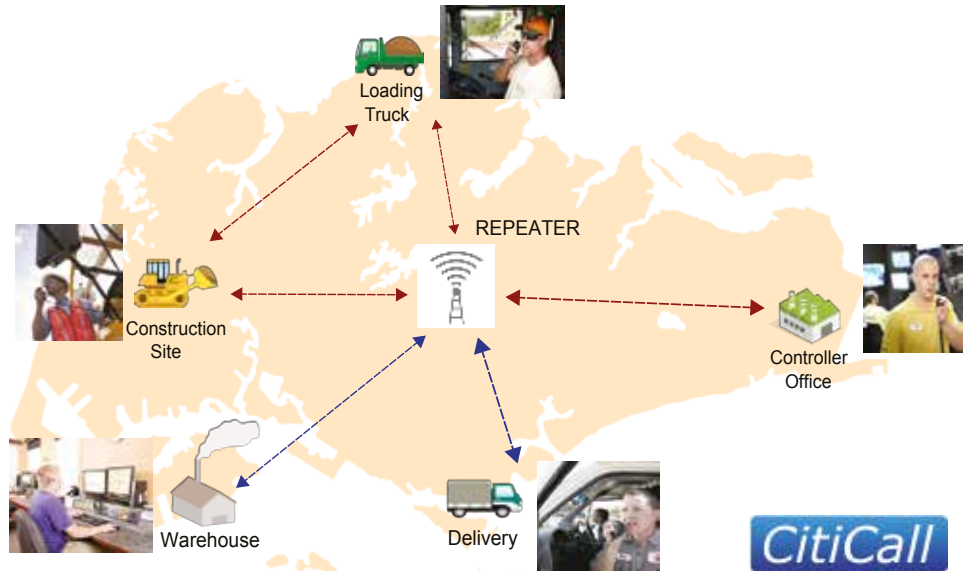 Loading
Truck
REPEATER
Construction
Site
Controller
Office
Warehouse
Delivery
CitiCall